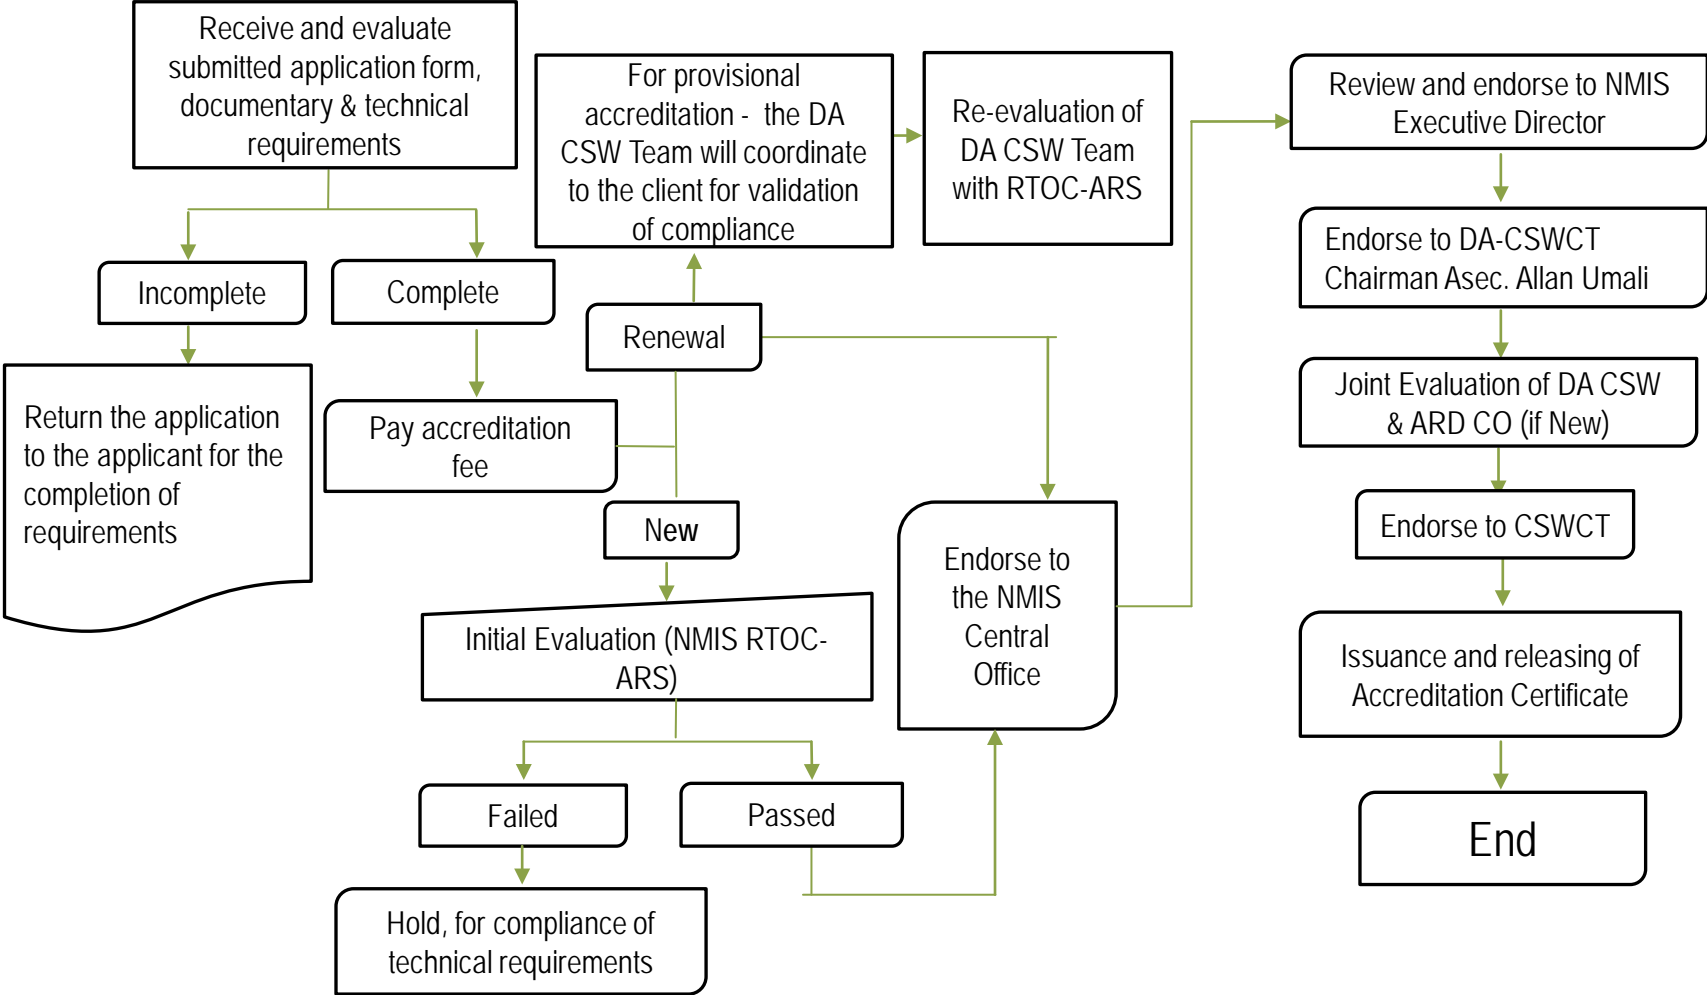 Receive and evaluate
submitted application form,
documentary & technical
requirements
Incomplete
Complete
Return the application
to the applicant for the
completion of
requirements
Pay accreditation
fee
For provisional
accreditation - the DA
CSW Team will coordinate
to the client for validation
of compliance
Re-evaluation of
DA CSW Team
with RTOC-ARS
Renewal
New
Initial Evaluation (NMIS RTOC-
ARS)
Failed
Passed
Hold, for compliance of
technical requirements
Endorse to
the NMIS
Central
Office
Review and endorse to NMIS
Executive Director
Endorse to DA-CSWCT
Chairman Asec. Allan Umali
Joint Evaluation of DA CSW
& ARD CO (if New)
Endorse to CSWCT
Issuance and releasing of
Accreditation Certificate
End